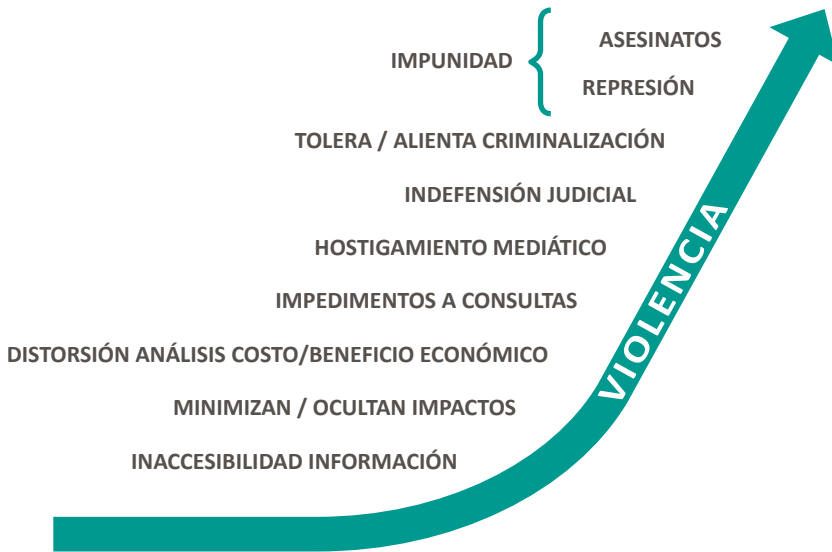 ASESINATOS
IMPUNIDAD
REPRESIÓN
TOLERA / ALIENTA CRIMINALIZACIÓN
INDEFENSIÓN JUDICIAL
HOSTIGAMIENTO MEDIÁTICO
IMPEDIMENTOS A CONSULTAS
DISTORSIÓN ANÁLISIS COSTO/BENEFICIO ECONÓMICO
MINIMIZAN / OCULTAN IMPACTOS
INACCESIBILIDAD INFORMACIÓN
VIOLENCIA